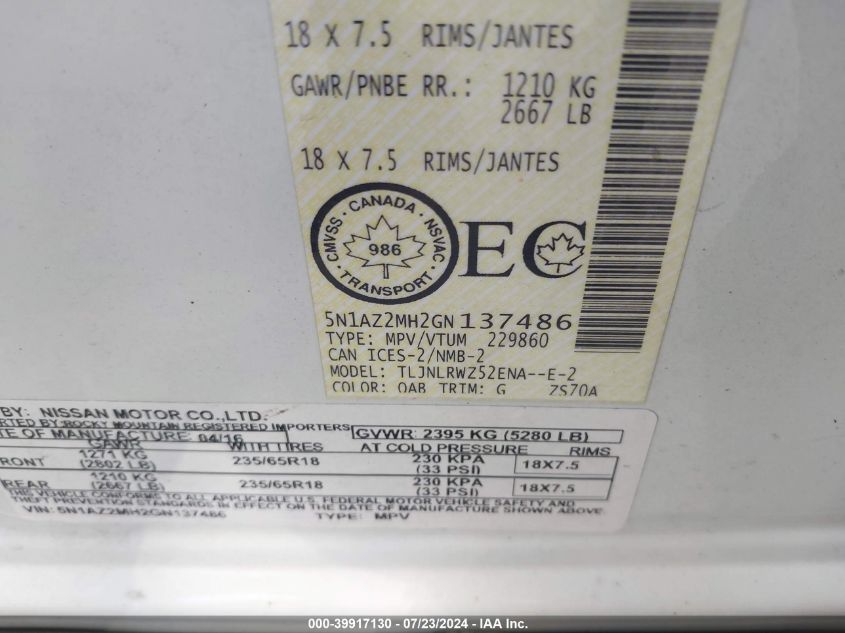 18 X 7.5 RIMS/JANTES
GAWR/PNBE RR.: 1210 KG
2667 LB
18 X 7.5 RIMS/JANTES
CMVSS · CANADA · NSVAC · TRANSPORT ·
986
EC
5N1AZ2MH2GN137486
TYPE: MPV/VTUM 229860
CAN ICES-2/NMB-2
MODEL: TLJNLRWZ52ENA--E-2
COLOR: QAB TRTM: G ZS70A
BY: NISSAN MOTOR CO.,LTD.
ORTED BY: ROCKY MOUNTAIN REGISTERED IMPORTERS
DATE OF MANUFACTURE: 04/16 GVWR: 2395 KG (5280 LB)
GAWR WITH TIRES AT COLD PRESSURE RIMS
FRONT 1271 KG (2802 LB) 235/65R18 230 KPA (33 PSI) 18X7.5
REAR 1210 KG (2667 LB) 235/65R18 230 KPA (33 PSI) 18X7.5
THIS VEHICLE CONFORMS TO ALL APPLICABLE U.S. FEDERAL MOTOR VEHICLE SAFETY AND
THEFT PREVENTION STANDARDS IN EFFECT ON THE DATE OF MANUFACTURE SHOWN ABOVE.
VIN: 5N1AZ2MH2GN137486 TYPE: MPV
000-39917130 - 07/23/2024 - IAA Inc.